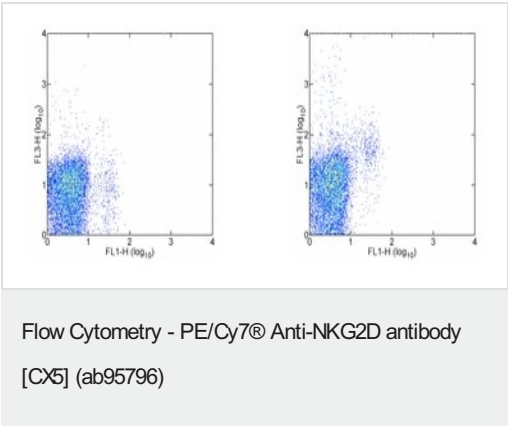 4 4
3 3
2 2
1 1
0 0
FL3-H (log10) FL3-H (log10)
0 1 2 3 4 0 1 2 3 4
FL1-H (log10) FL1-H (log10)
Flow Cytometry - PE/Cy7® Anti-NKG2D antibody
[CX5] (ab95796)